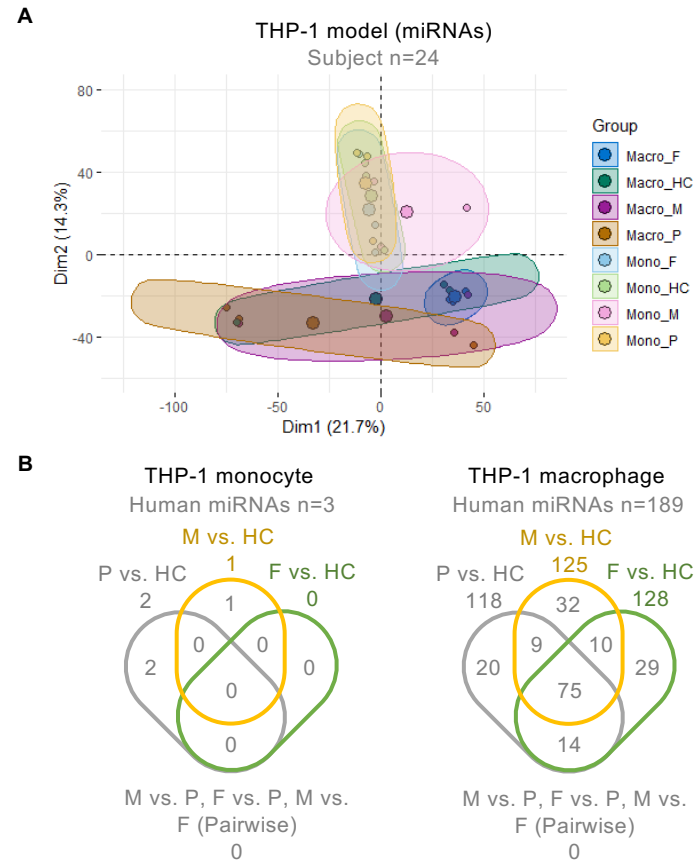 A
THP-1 model (miRNAs)
Subject n=24
80
40
0
-40
Dim2 (14.3%)
-100
-50
0
50
Dim1 (21.7%)
Group
Macro_F
Macro_HC
Macro_M
Macro_P
Mono_F
Mono_HC
Mono_M
Mono_P
B
THP-1 monocyte
Human miRNAs n=3
M vs. HC
1
P vs. HC
2
F vs. HC
0
1
0
0
2
0
0
0
M vs. P, F vs. P, M vs.
F (Pairwise)
0
THP-1 macrophage
Human miRNAs n=189
M vs. HC
125
P vs. HC
118
F vs. HC
128
32
9
10
20
29
75
14
M vs. P, F vs. P, M vs.
F (Pairwise)
0